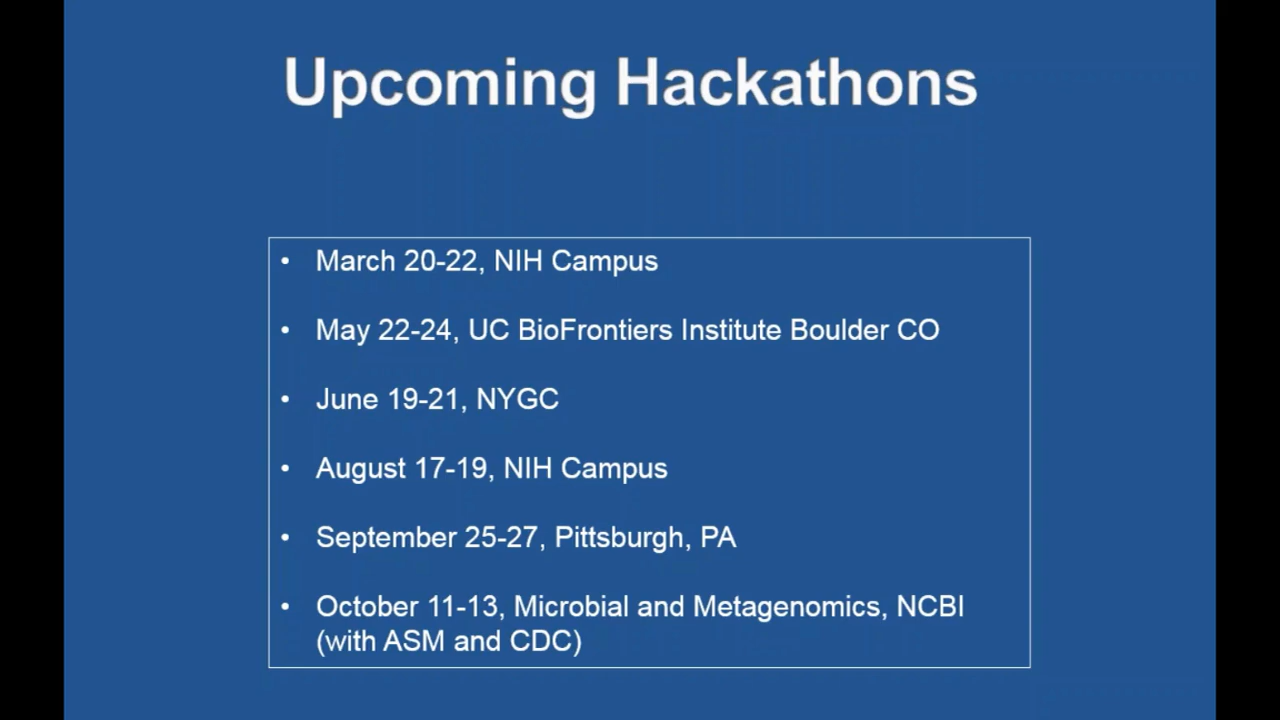 Upcoming Hackathons
• March 20-22, NIH Campus
• May 22-24, UC BioFrontiers Institute Boulder CO
• June 19-21, NYGC
• August 17-19, NIH Campus
• September 25-27, Pittsburgh, PA
• October 11-13, Microbial and Metagenomics, NCBI
(with ASM and CDC)